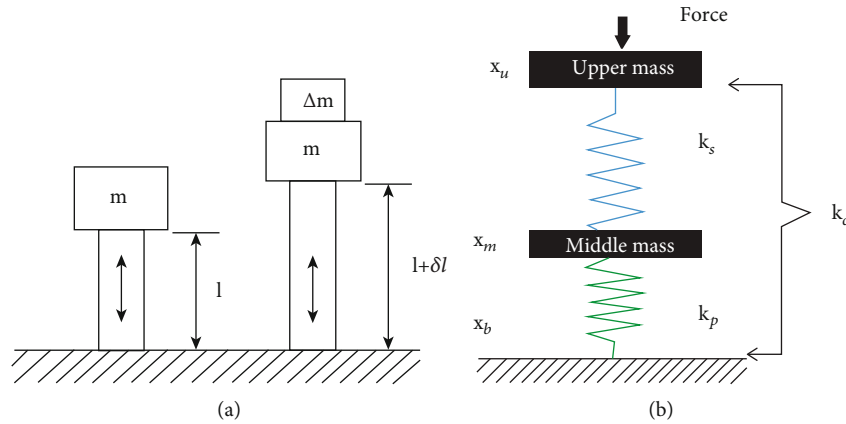 Δm
m
m
l
l+δl
(a)
Force
x_u
Upper mass
k_s
x_m
Middle mass
x_b
k_p
(b)